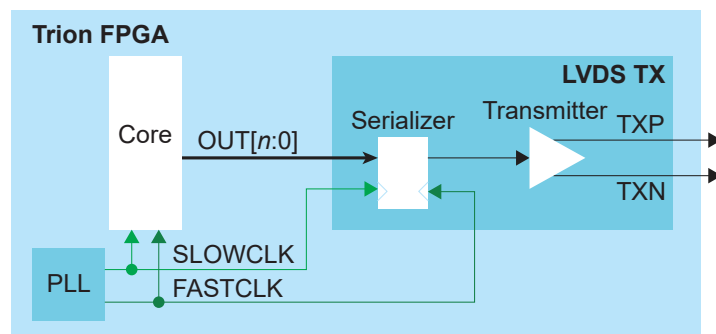 Trion FPGA
LVDS TX
Core
OUT[n:0]
Serializer
Transmitter
TXP
TXN
SLOWCLK
PLL
FASTCLK